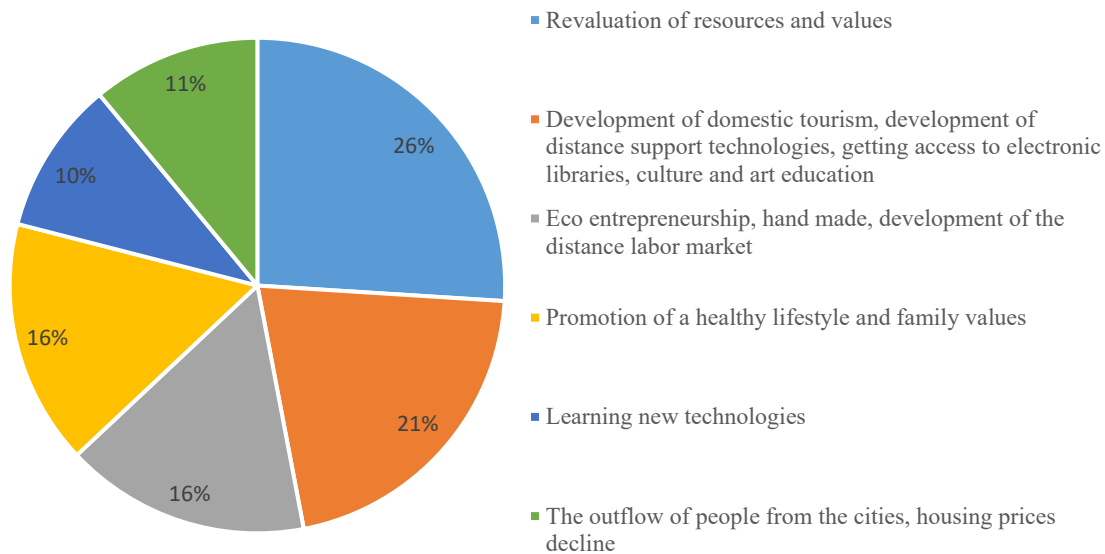 26%
21%
16%
16%
10%
11%
Revaluation of resources and values
Development of domestic tourism, development of
distance support technologies, getting access to electronic
libraries, culture and art education
Eco entrepreneurship, hand made, development of the
distance labor market
Promotion of a healthy lifestyle and family values
Learning new technologies
The outflow of people from the cities, housing prices
decline